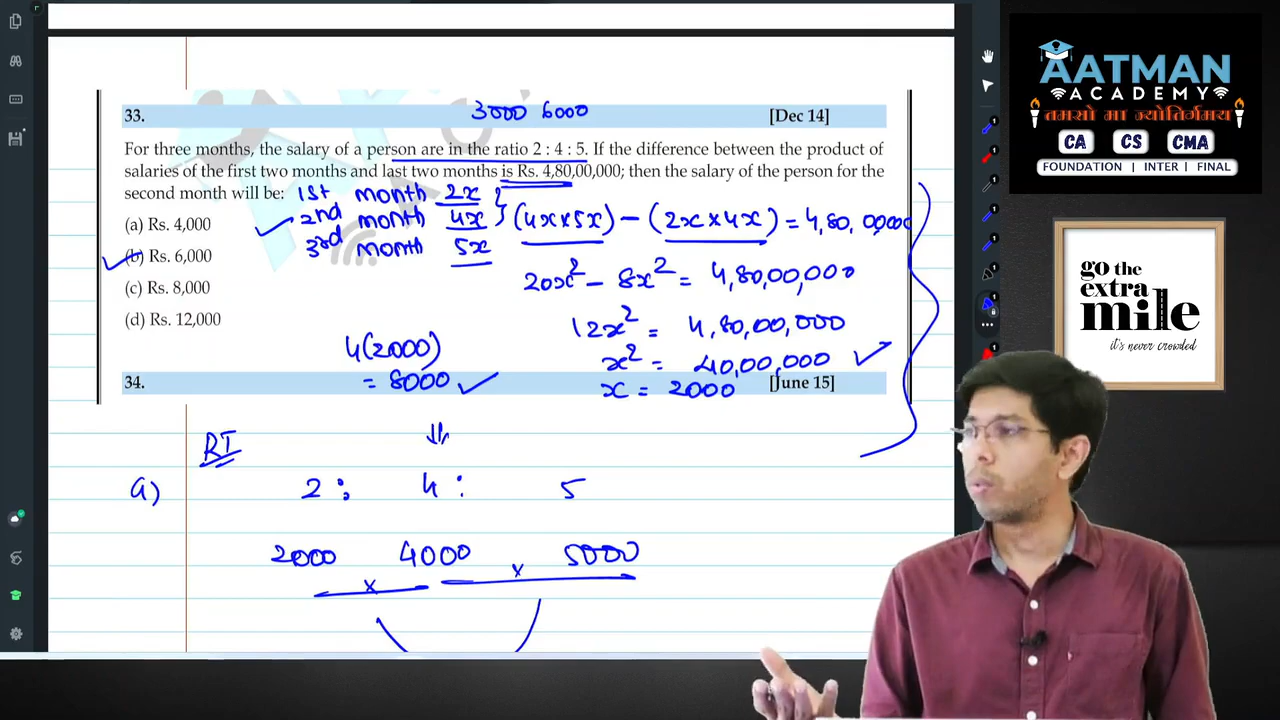 33. 3000 6000 [Dec 14]
For three months, the salary of a person are in the ratio 2 : 4 : 5. If the difference between the product of
salaries of the first two months and last two months is Rs. 4,80,00,000; then the salary of the person for the
second month will be:
1st month 2x
2nd month 4x
3rd month 5x
(4x x 5x) – (2x x 4x) = 4,80,00,000
(a) Rs. 4,000
(b) Rs. 6,000
(c) Rs. 8,000
(d) Rs. 12,000
20x² – 8x² = 4,80,00,000
12x² = 4,80,00,000
x² = 40,00,000
x = 2000
4(2000)
= 8000
34. [June 15]
RT
a) 2 : 4 : 5
2000 4000 5000
x x
AATMAN
ACADEMY
तमसो मा ज्योतिर्गमय
CA CS CMA
FOUNDATION | INTER | FINAL
go the
extra
mile
it's never crowded